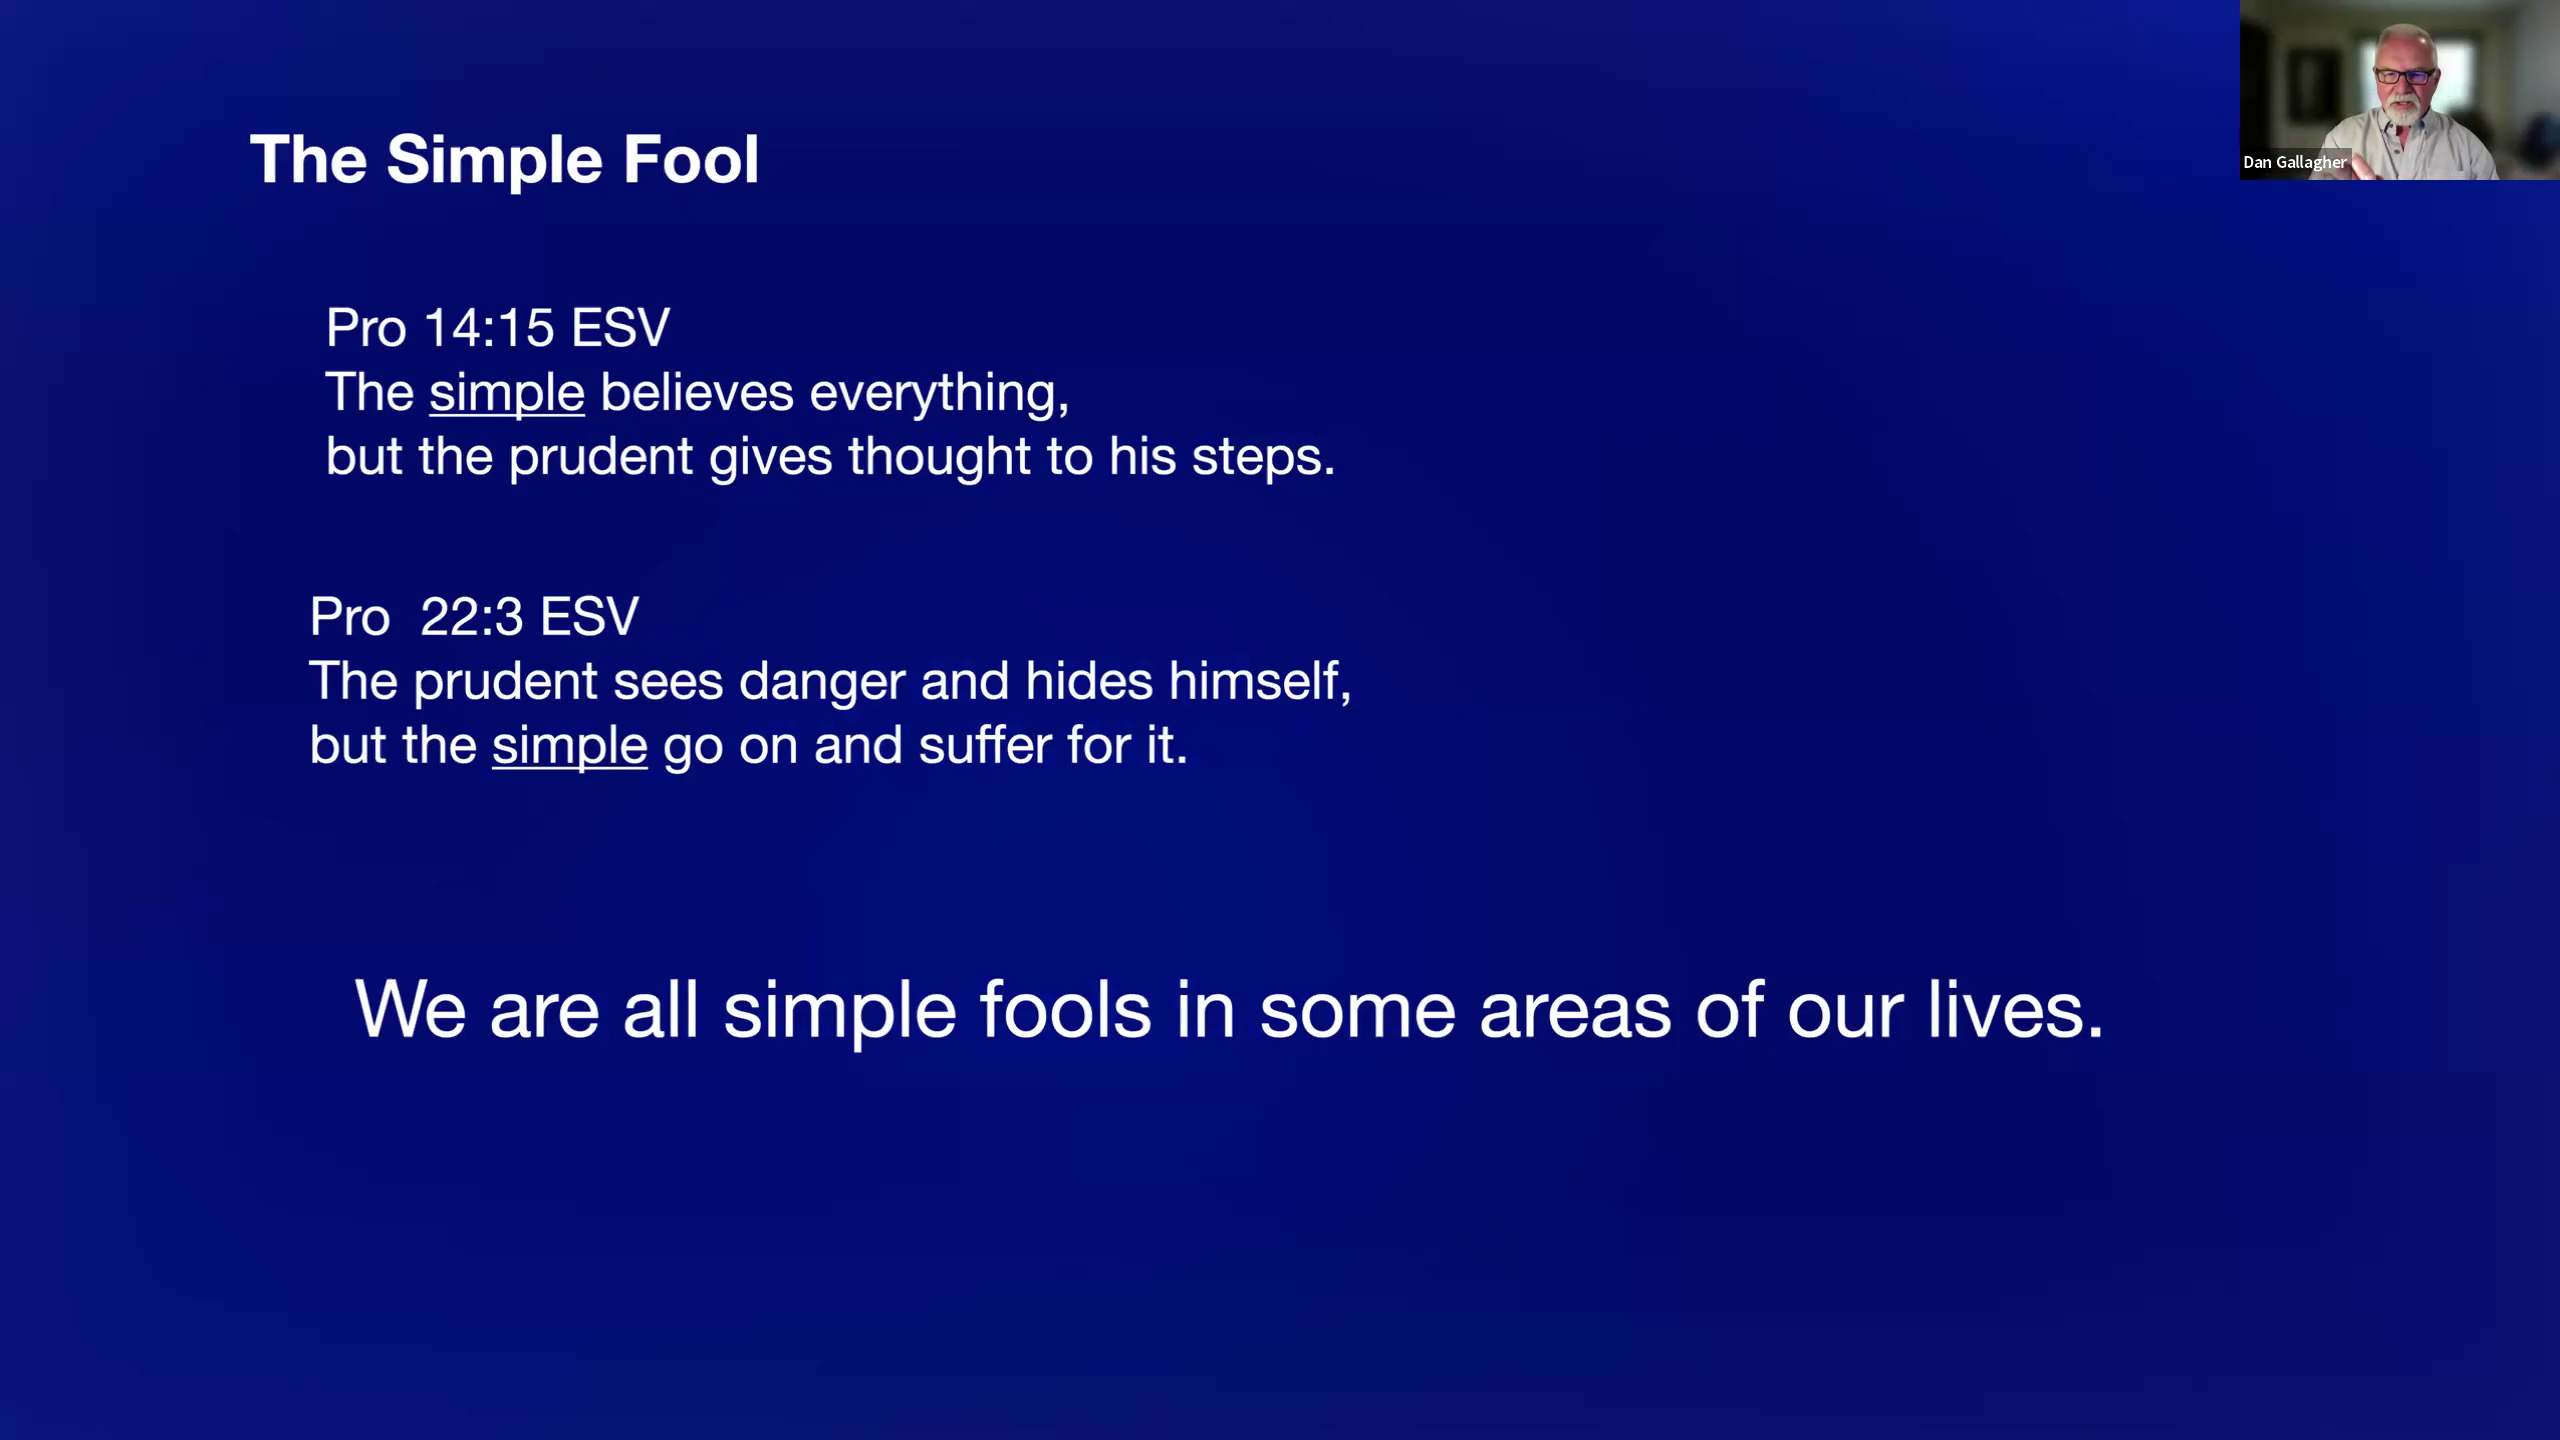 The Simple Fool
Dan Gallagher
Pro 14:15 ESV
The simple believes everything,
but the prudent gives thought to his steps.
Pro  22:3 ESV
The prudent sees danger and hides himself,
but the simple go on and suffer for it.
We are all simple fools in some areas of our lives.